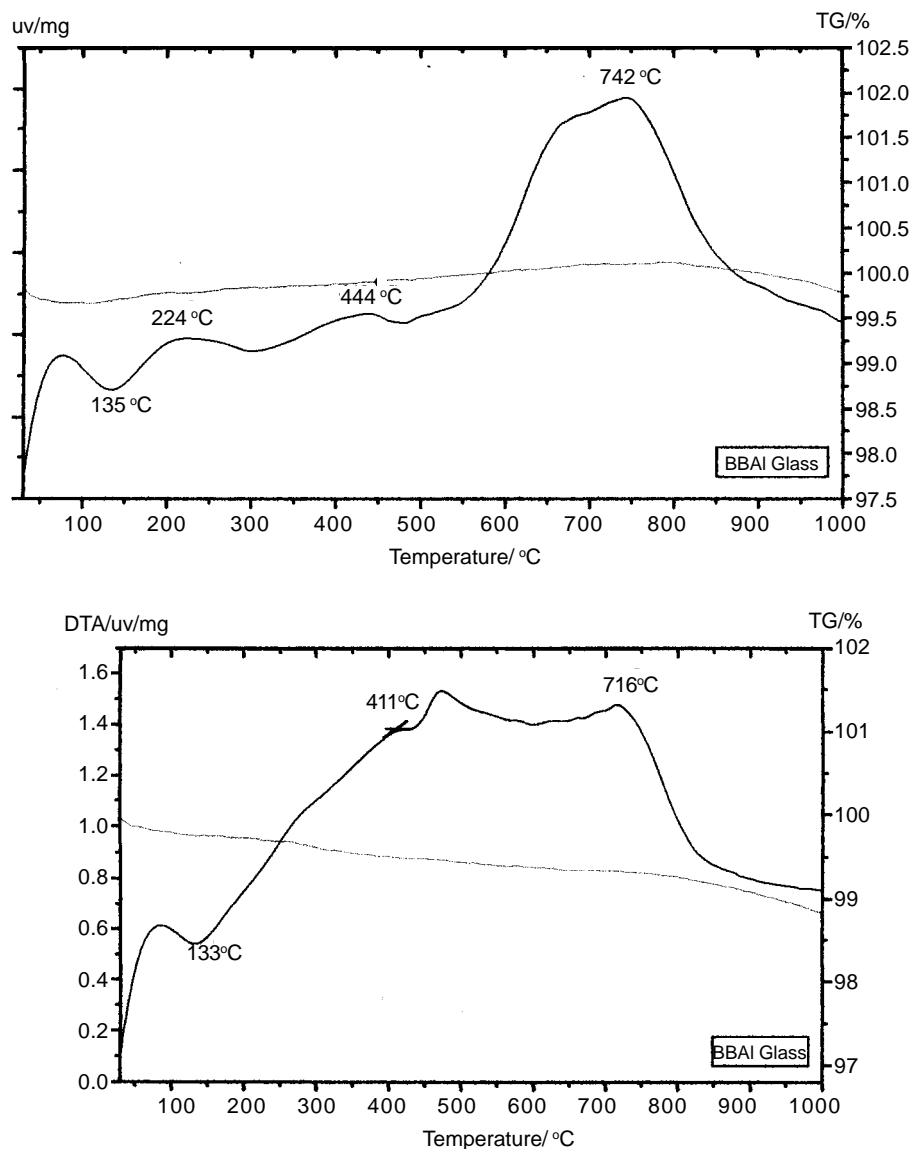 uv/mg TG/%
742 °C
102.5
102.0
101.5
101.0
100.5
100.0
444 °C
224 °C
99.5
99.0
135 °C
98.5
BBAl Glass
98.0
97.5
100 200 300 400 500 600 700 800 900 1000
Temperature/ °C
DTA/uv/mg TG/%
102
1.6
716°C
411°C
1.4
101
1.2
1.0
100
0.8
99
0.6
133°C
98
0.4
0.2
BBAl Glass
97
0.0
100 200 300 400 500 600 700 800 900 1000
Temperature/ °C